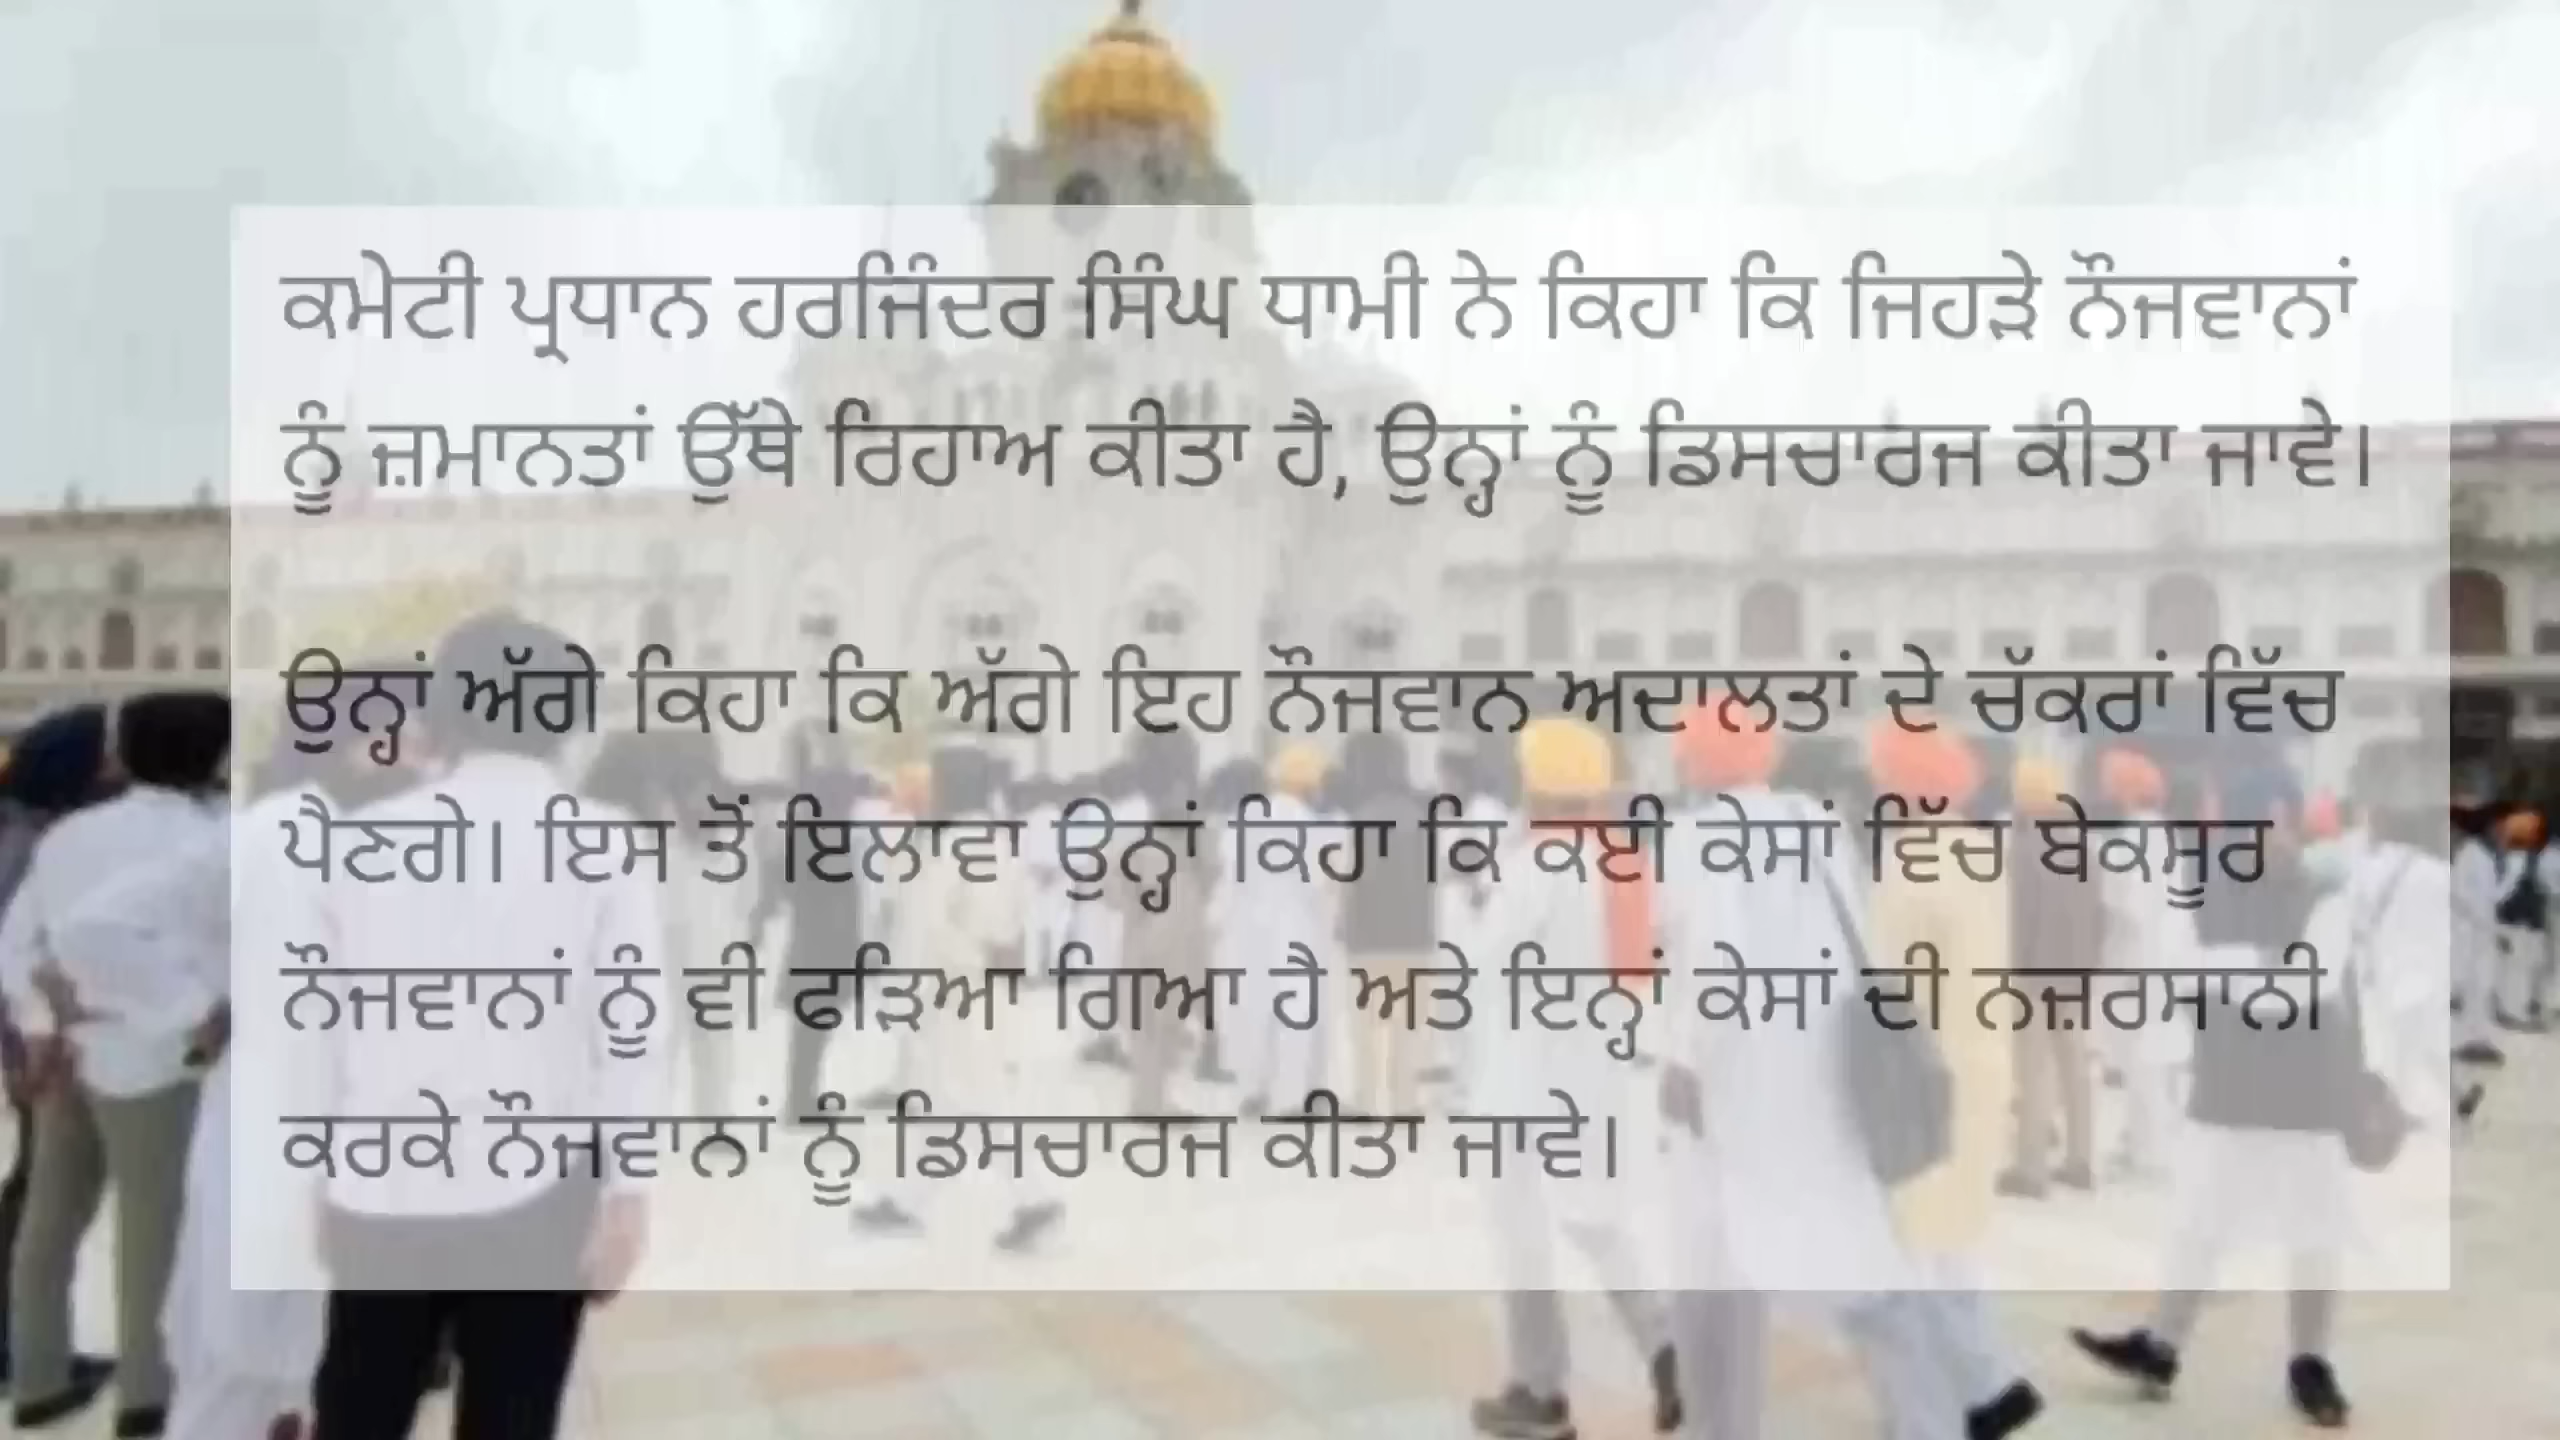 ਕਮੇਟੀ ਪ੍ਰਧਾਨ ਹਰਜਿੰਦਰ ਸਿੰਘ ਧਾਮੀ ਨੇ ਕਿਹਾ ਕਿ ਜਿਹੜੇ ਨੌਜਵਾਨਾਂ
ਨੂੰ ਜ਼ਮਾਨਤਾਂ ਉੱਥੇ ਰਿਹਾਅ ਕੀਤਾ ਹੈ, ਉਨ੍ਹਾਂ ਨੂੰ ਡਿਸਚਾਰਜ ਕੀਤਾ ਜਾਵੇ।
ਉਨ੍ਹਾਂ ਅੱਗੇ ਕਿਹਾ ਕਿ ਅੱਗੇ ਇਹ ਨੌਜਵਾਨ ਅਦਾਲਤਾਂ ਦੇ ਚੱਕਰਾਂ ਵਿੱਚ
ਪੈਣਗੇ। ਇਸ ਤੋਂ ਇਲਾਵਾ ਉਨ੍ਹਾਂ ਕਿਹਾ ਕਿ ਕਈ ਕੇਸਾਂ ਵਿੱਚ ਬੇਕਸੂਰ
ਨੌਜਵਾਨਾਂ ਨੂੰ ਵੀ ਫੜਿਆ ਗਿਆ ਹੈ ਅਤੇ ਇਨ੍ਹਾਂ ਕੇਸਾਂ ਦੀ ਨਜ਼ਰਸਾਨੀ
ਕਰਕੇ ਨੌਜਵਾਨਾਂ ਨੂੰ ਡਿਸਚਾਰਜ ਕੀਤਾ ਜਾਵੇ।